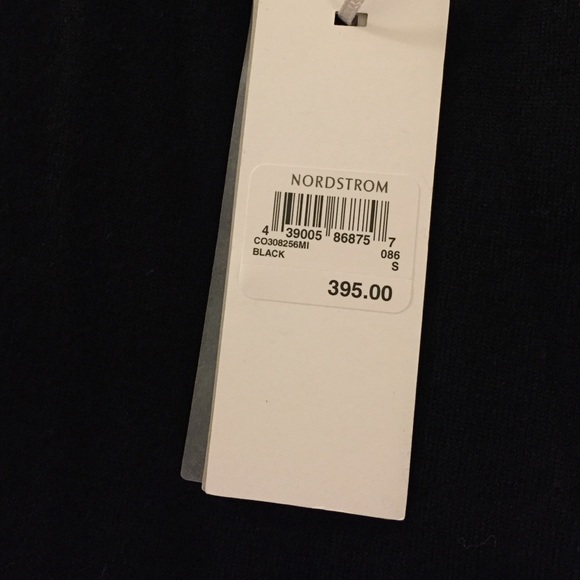 NORDSTROM
4 39005 86875 7
CO308256MI 086
BLACK S
395.00